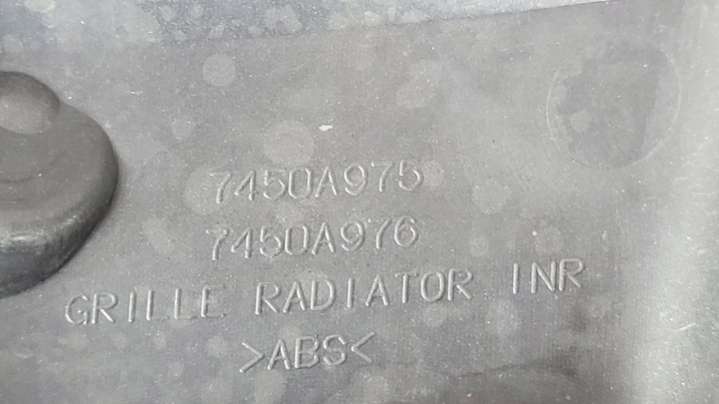 7450A975
7450A976
GRILLE RADIATOR INR
>ABS<